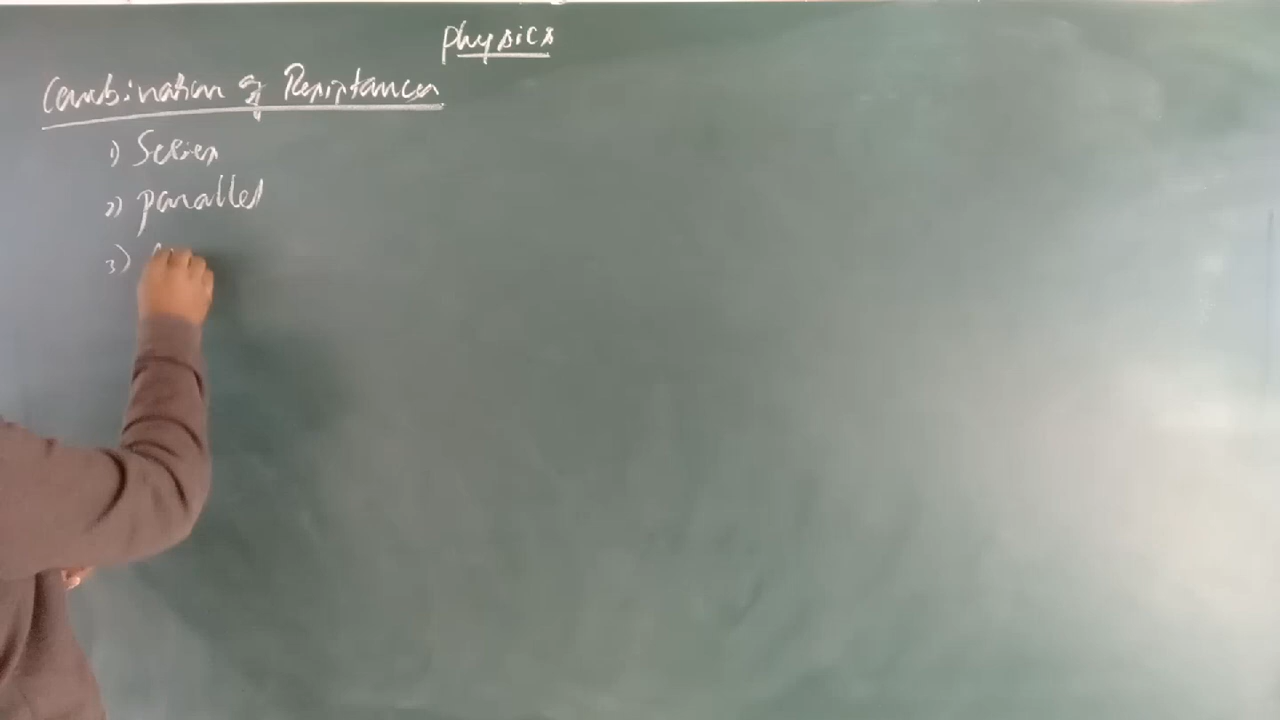 Physics
Combination of Resistances
1) Series
2) parallel
3)